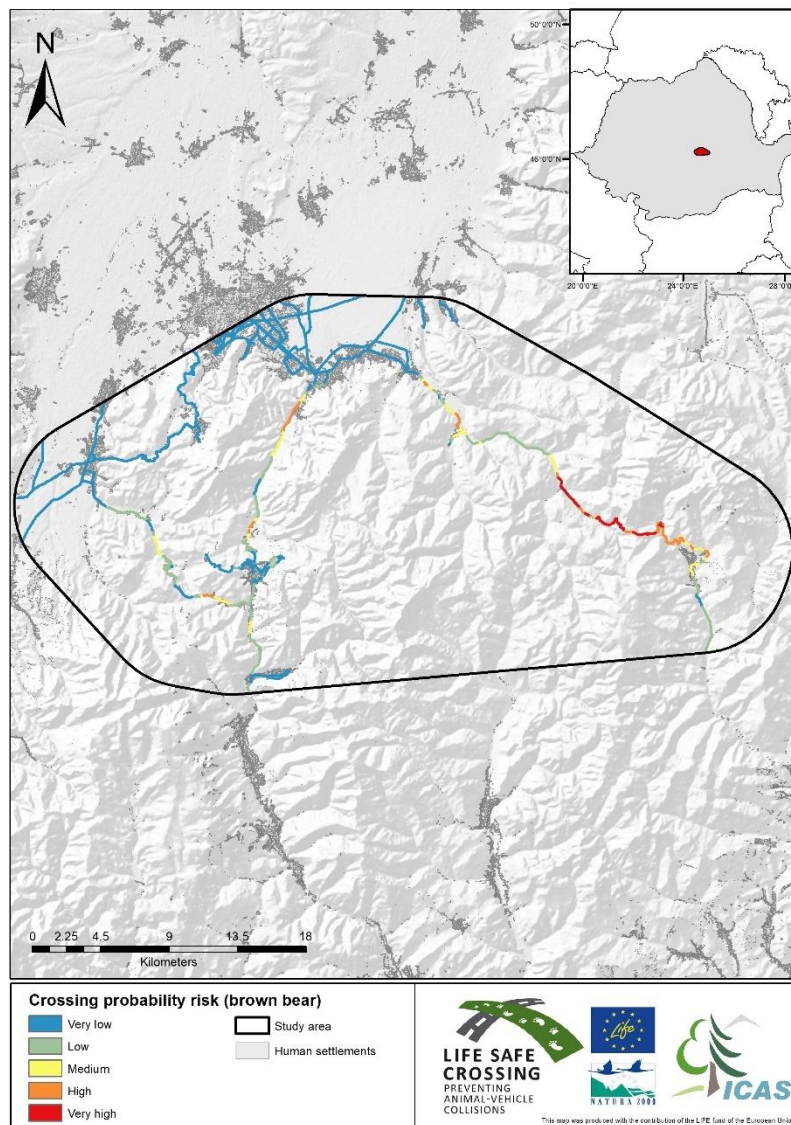 N
50°0'0"N
45°0'0"N
20°0'0"E
24°0'0"E
28°0'0"
0 2.25 4.5 9 13.5 18
Kilometers
Crossing probability risk (brown bear)
Very low
Low
Medium
High
Very high
Study area
Human settlements
LIFE SAFE
CROSSING
PREVENTING
ANIMAL-VEHICLE
COLLISIONS
Life
NATURA 2000
ICAS
This map was produced with the contribution of the LIFE fund of the European Union